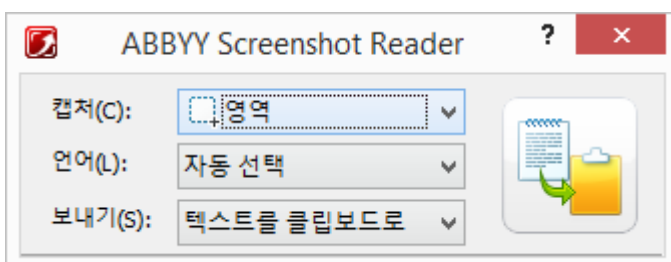 ABBYY Screenshot Reader ? ×
캡처(C): 영역
언어(L): 자동 선택
보내기(S): 텍스트를 클립보드로